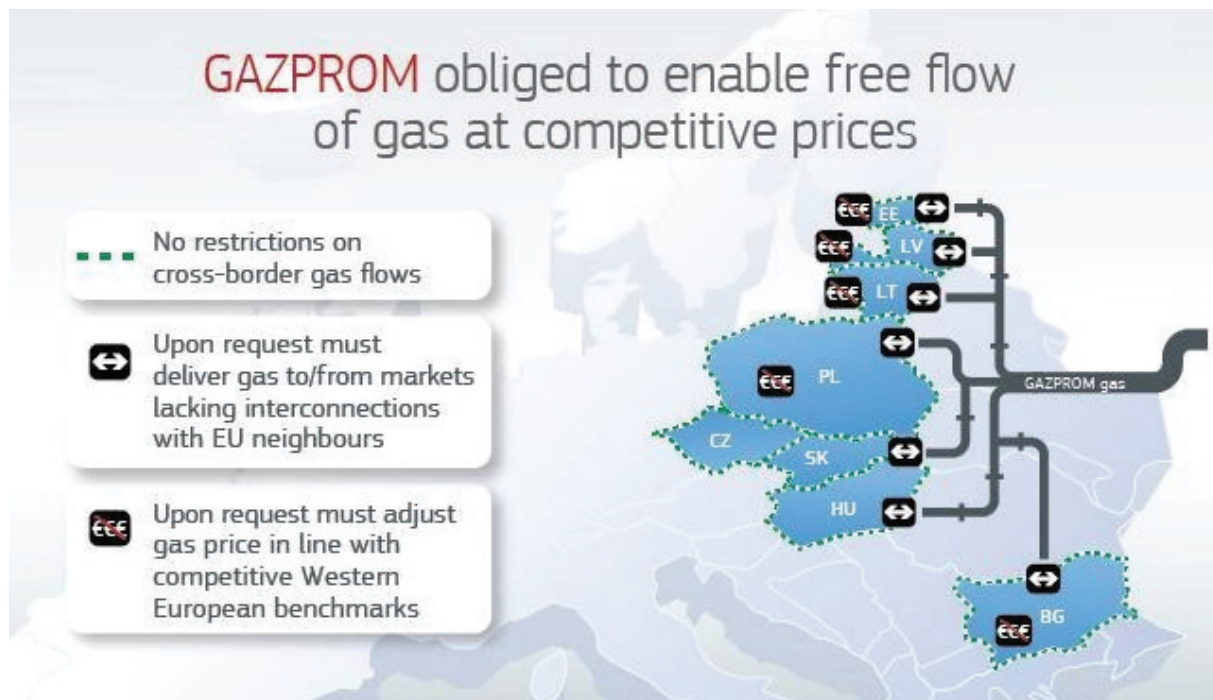 GAZPROM obliged to enable free flow
of gas at competitive prices
No restrictions on
cross-border gas flows
Upon request must
deliver gas to/from markets
lacking interconnections
with EU neighbours
€€€
Upon request must adjust
gas price in line with
competitive Western
European benchmarks
€€€ EE
€€€ LV
€€€ LT
€€€ PL
GAZPROM gas
CZ
SK
HU
€€€ BG